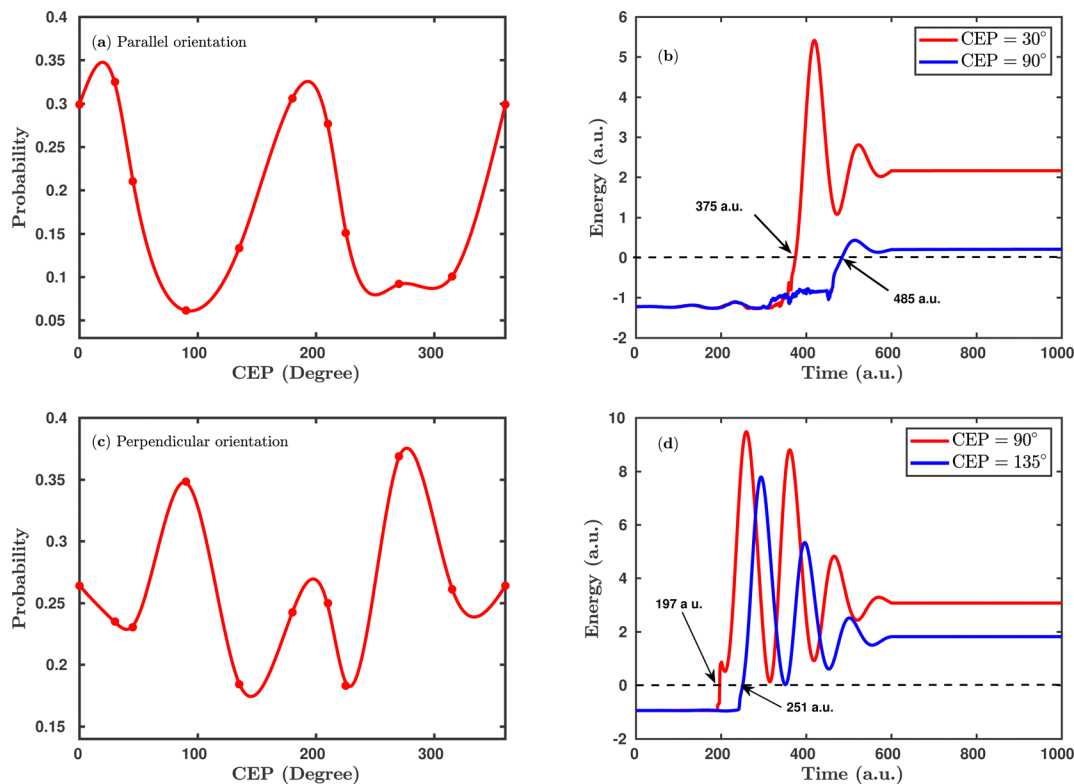 (a) Parallel orientation
Probability
0.4
0.35
0.3
0.25
0.2
0.15
0.1
0.05
0 100 200 300
CEP (Degree)
(b)
CEP = 30°
CEP = 90°
Energy (a.u.)
6
5
4
3
2
1
0
-1
-2
375 a.u.
485 a.u.
0 200 400 600 800 1000
Time (a.u.)
(c) Perpendicular orientation
Probability
0.4
0.35
0.3
0.25
0.2
0.15
0 100 200 300
CEP (Degree)
(d)
CEP = 90°
CEP = 135°
Energy (a.u.)
10
8
6
4
2
0
-2
197 a u.
251 a.u.
0 200 400 600 800 1000
Time (a.u.)